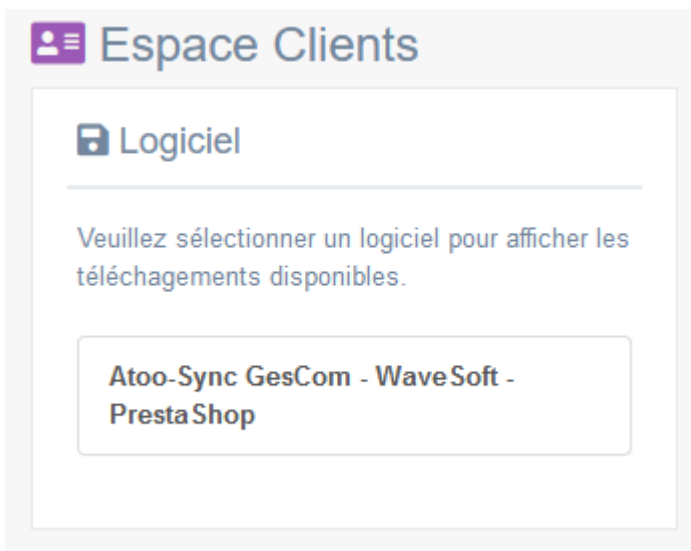 Espace Clients
Logiciel
Veuillez sélectionner un logiciel pour afficher les
téléchagements disponibles.
Atoo-Sync GesCom - WaveSoft -
PrestaShop